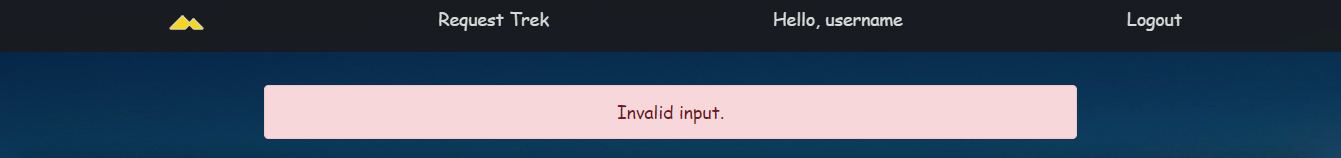 Request Trek Hello, username Logout
Invalid input.